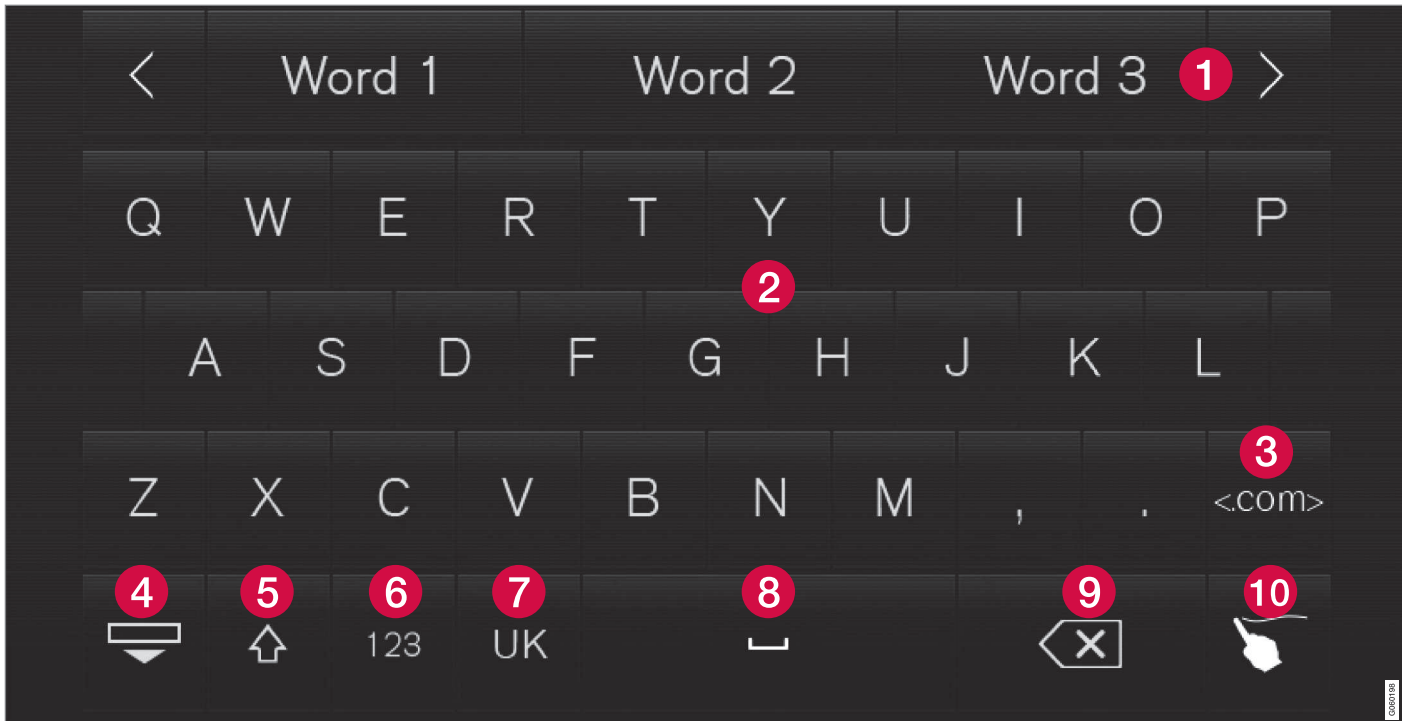 < Word 1 Word 2 Word 3 1 >
Q W E R T Y U I O P
2
A S D F G H J K L
3
Z X C V B N M , . <.com>
4 5 6 7 8 9 10
123 UK
G060198